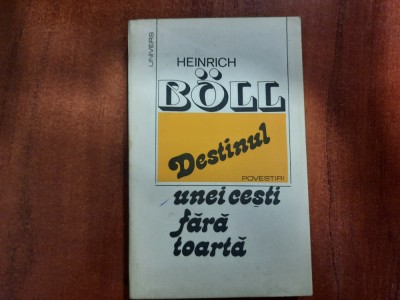 UNIVERS
HEINRICH
BÖLL
Destinul
POVESTIRI
unei cești
fără
toartă